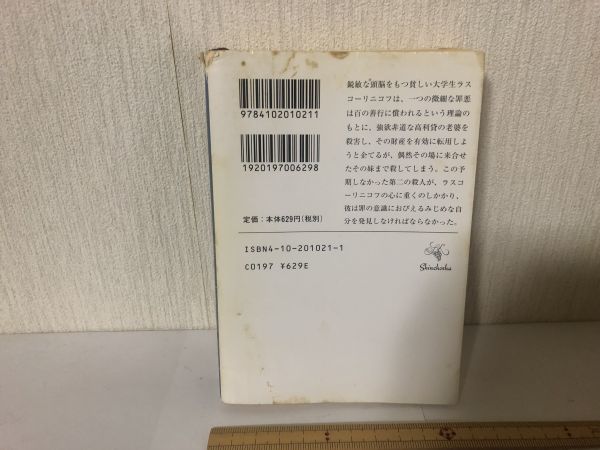 9784102010211
1920197006298
定価:本体629円(税別)
ISBN4-10-201021-1
C0197 ¥629E
鋭敏な頭脳をもつ貧しい大学生ラス
コーリニコフは、一つの微細な罪悪
は百の善行に償われるという理論の
もとに、強欲非道な高利貸の老婆を
殺害し、その財産を有効に転用しよ
うと企てるが、偶然その場に来合せ
たその妹まで殺してしまう。この予
期しなかった第二の殺人が、ラスコ
ーリニコフの心に重くのしかかり、
彼は罪の意識におびえるみじめな自
分を発見しなければならなかった。
Shinchosha